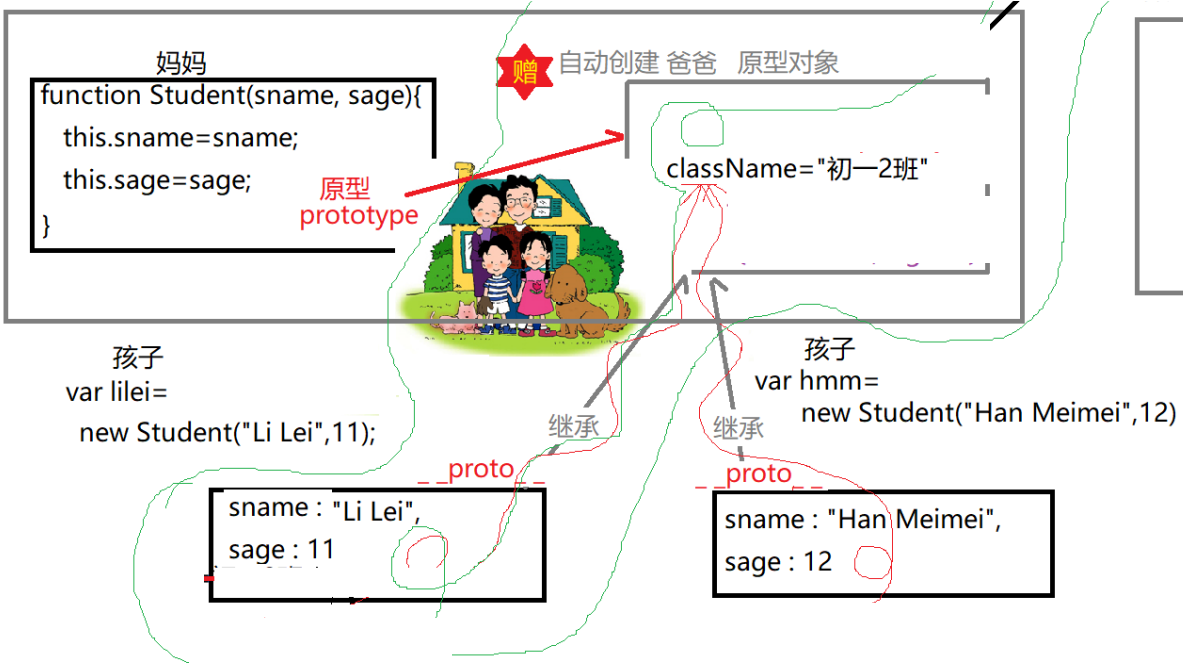 妈妈
function Student(sname, sage){
this.sname=sname;
this.sage=sage;
}
原型
prototype
赠
自动创建 爸爸 原型对象
className="初一2班"
孩子
var lilei=
new Student("Li Lei",11);
继承
继承
孩子
var hmm=
new Student("Han Meimei",12)
__proto__
sname : "Li Lei",
sage : 11
__proto__
sname : "Han Meimei",
sage : 12